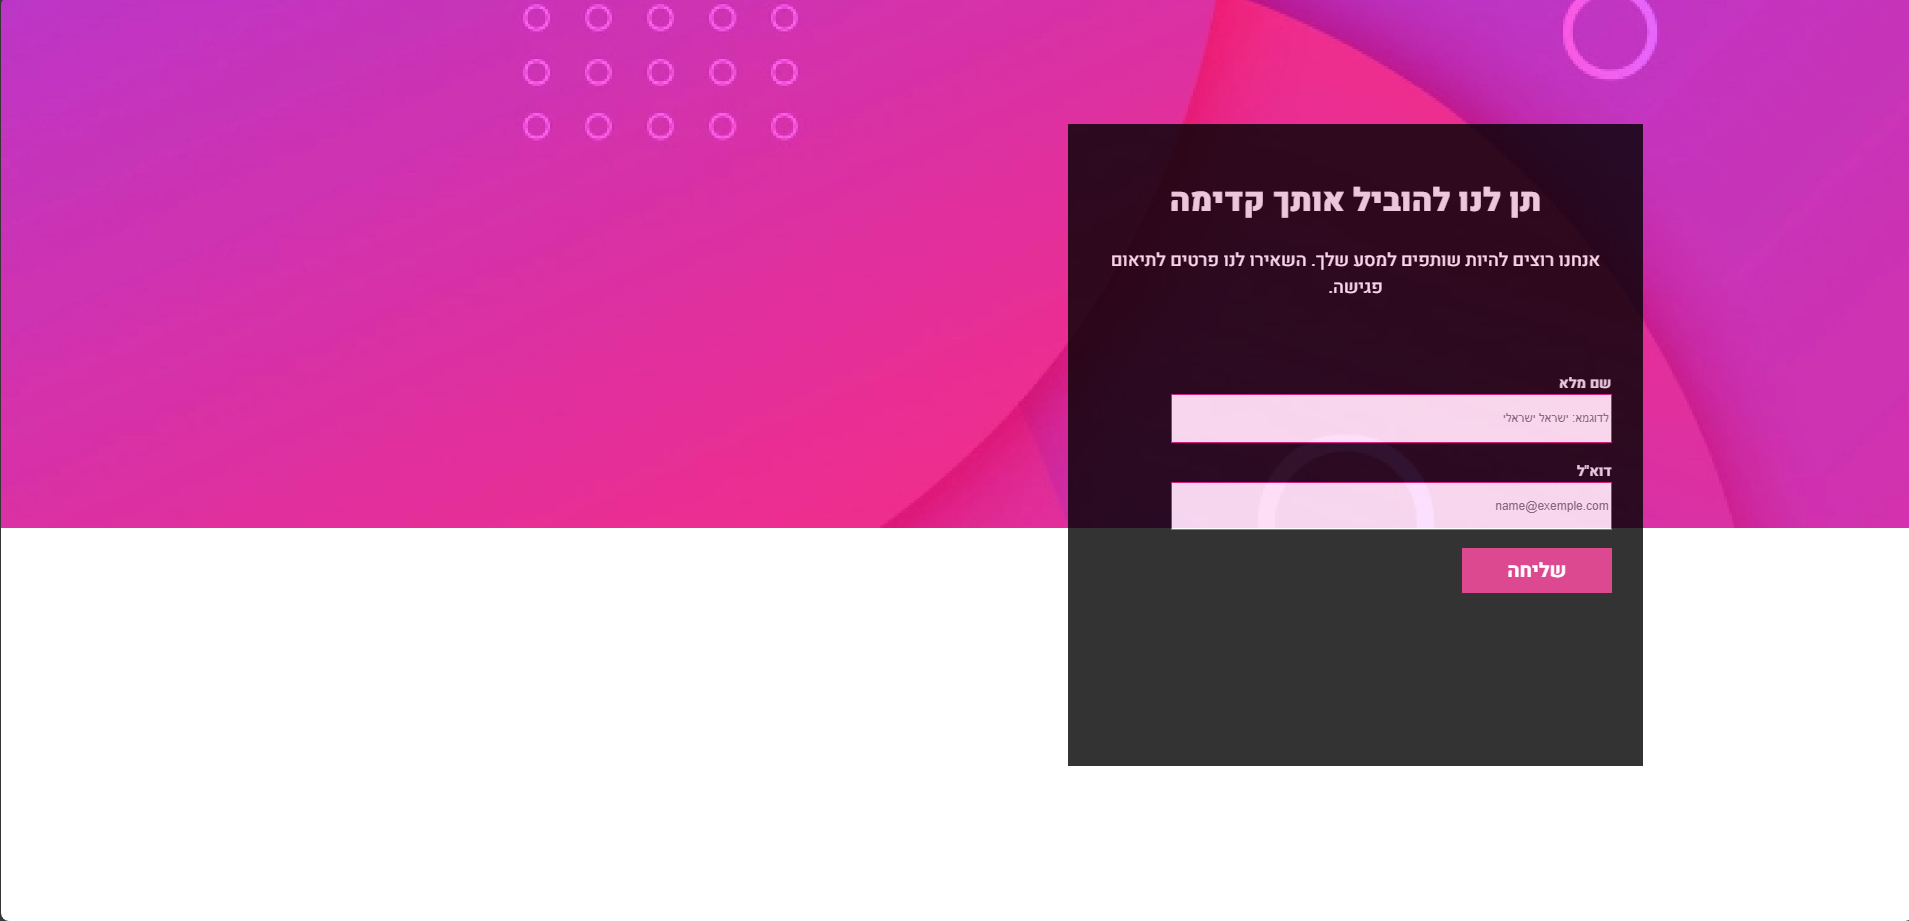 תן לנו להוביל אותך קדימה
אנחנו רוצים להיות שותפים למסע שלך. השאירו לנו פרטים לתיאום
פגישה.
שם מלא
לדוגמא: ישראל ישראלי
דוא"ל
name@exemple.com
שליחה